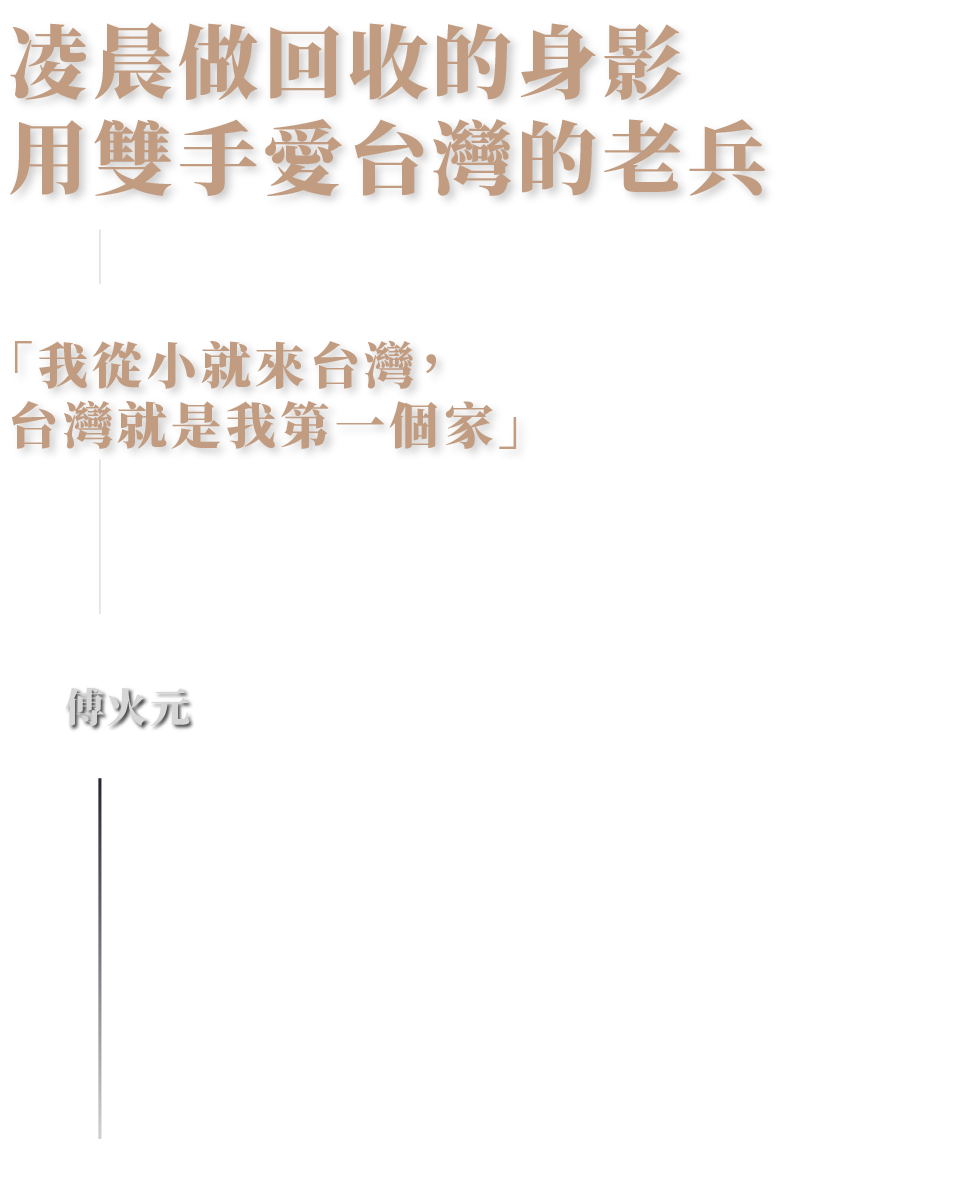 凌晨做回收的身影
用雙手愛台灣的老兵
「我從小就來台灣，
台灣就是我第一個家」
傅火元